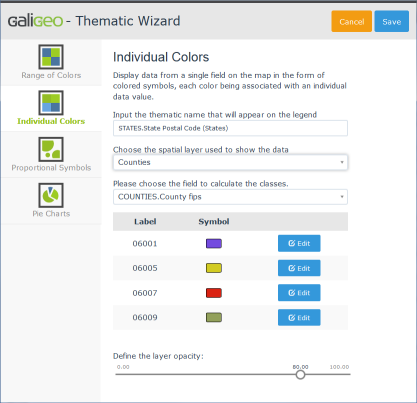 GALIGEO - Thematic Wizard
Cancel
Save
Range of Colors
Individual Colors
Proportional Symbols
Pie Charts
Individual Colors
Display data from a single field on the map in the form of
colored symbols, each color being associated with an individual
data value.
Input the thematic name that will appear on the legend
STATES.State Postal Code (States)
Choose the spatial layer used to show the data
Counties
Please choose the field to calculate the classes.
COUNTIES.County fips
Label Symbol
06001 Edit
06005 Edit
06007 Edit
06009 Edit
Define the layer opacity:
0.00 80.00 100.00